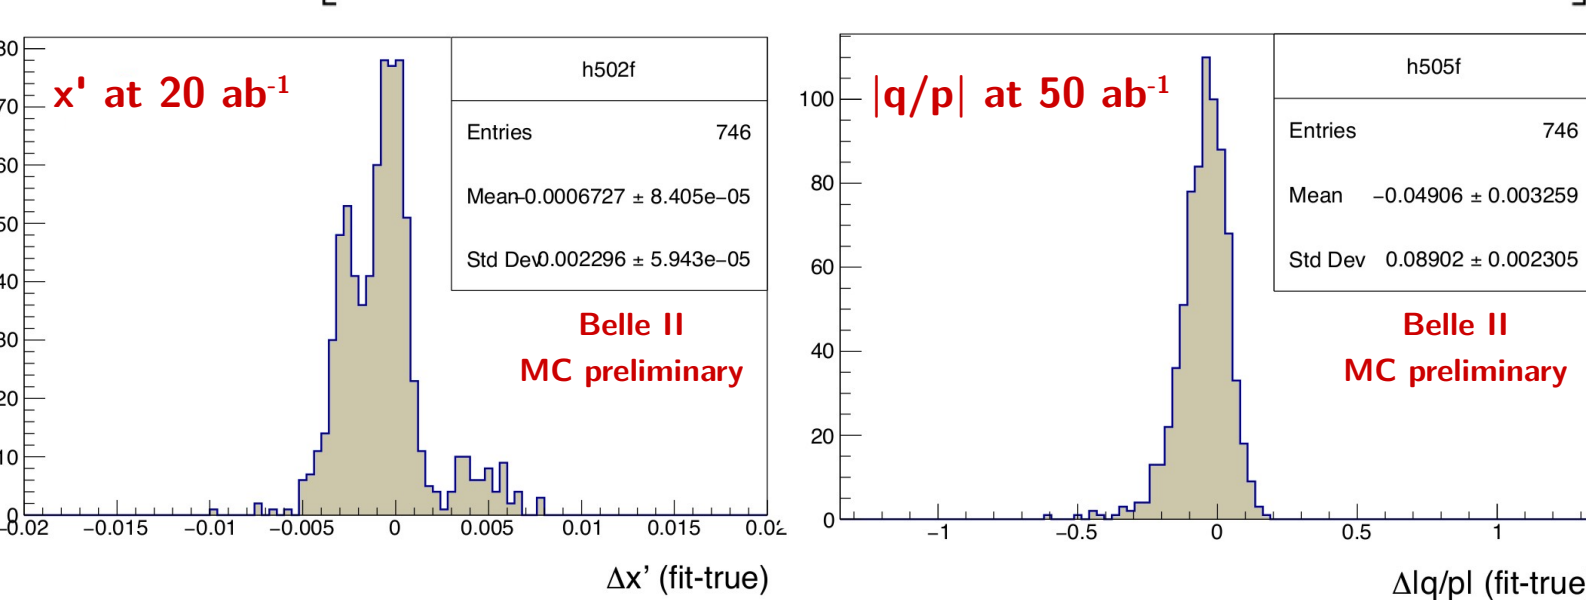 x' at 20 ab-1
h502f
Entries 746
Mean −0.0006727 ± 8.405e−05
Std Dev 0.002296 ± 5.943e−05
Belle II
MC preliminary
80
70
60
50
40
30
20
10
0
−0.02 −0.015 −0.01 −0.005 0 0.005 0.01 0.015 0.02
Δx' (fit-true)
|q/p| at 50 ab-1
h505f
Entries 746
Mean −0.04906 ± 0.003259
Std Dev 0.08902 ± 0.002305
Belle II
MC preliminary
100
80
60
40
20
0
−1 −0.5 0 0.5 1
Δ|q/p| (fit-true